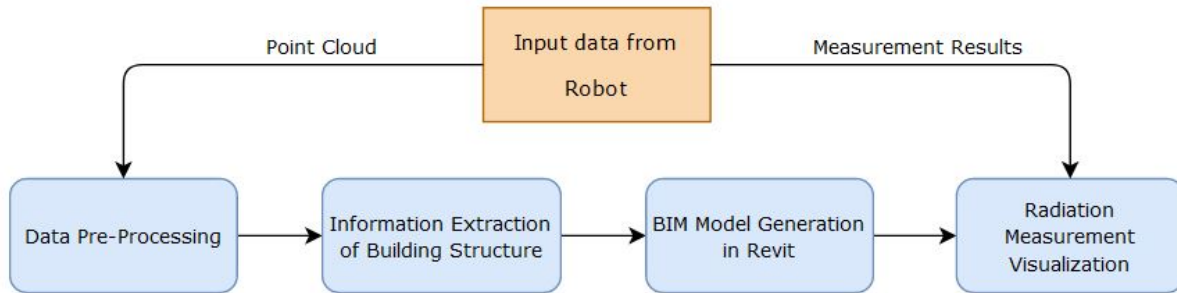 Point Cloud
Input data from
Robot
Measurement Results
Data Pre-Processing
Information Extraction
of Building Structure
BIM Model Generation
in Revit
Radiation
Measurement
Visualization